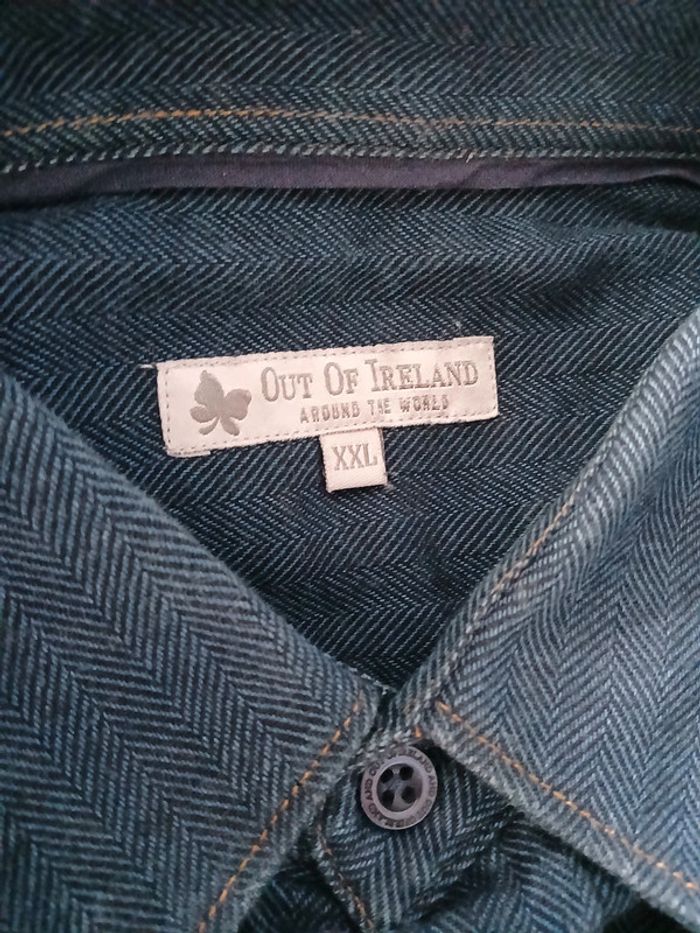 OUT OF IRELAND
AROUND THE WORLD
XXL